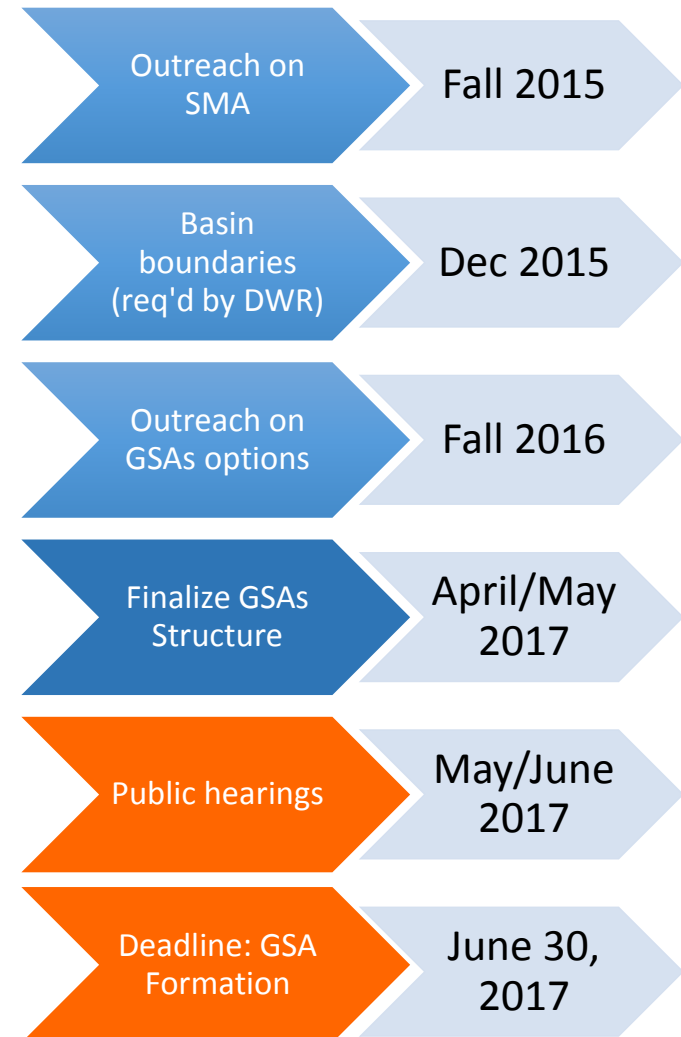 Outreach on
SMA
Fall 2015
Basin
boundaries
(req'd by DWR)
Dec 2015
Outreach on
GSAs options
Fall 2016
Finalize GSAs
Structure
April/May
2017
Public hearings
May/June
2017
Deadline: GSA
Formation
June 30,
2017